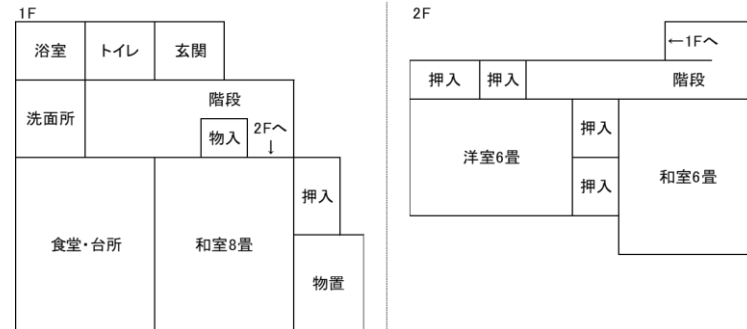 1F
浴室
トイレ
玄関
洗面所
階段
物入
2Fへ
↓
押入
食堂・台所
和室8畳
物置
2F
←1Fへ
押入
押入
階段
洋室6畳
押入
押入
和室6畳